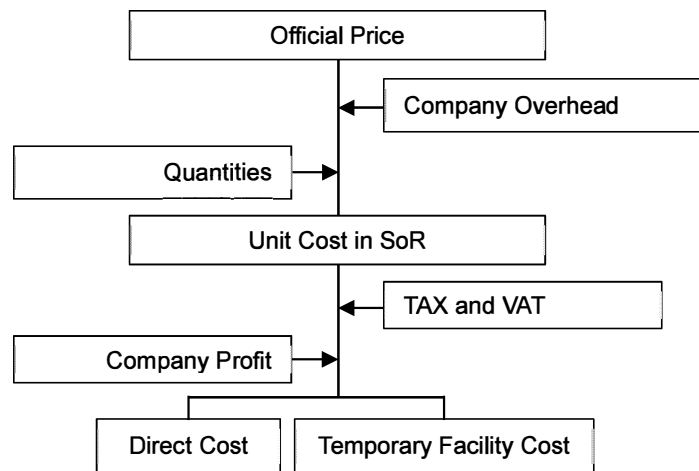 Official Price
Company Overhead
Quantities
Unit Cost in SoR
TAX and VAT
Company Profit
Direct Cost
Temporary Facility Cost